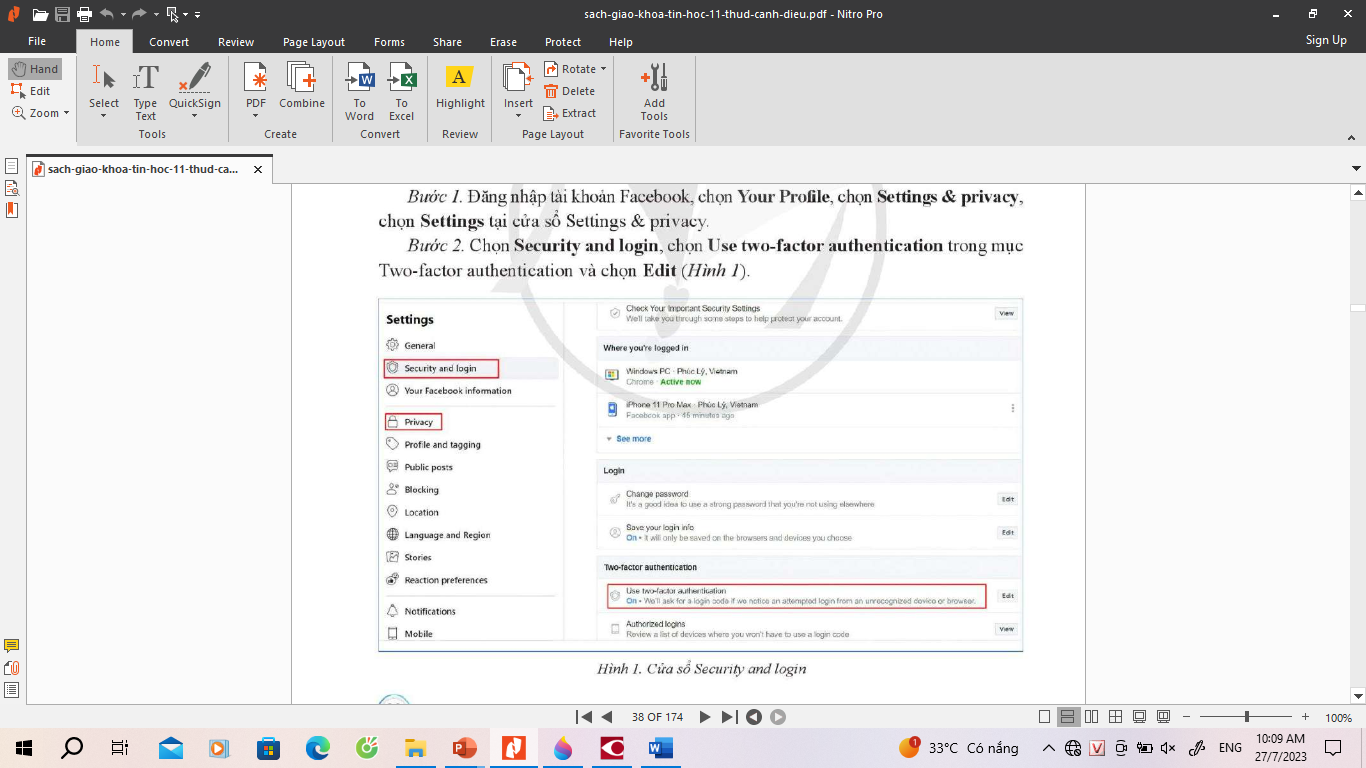 sach-giao-khoa-tin-hoc-11-thud-canh-dieu.pdf - Nitro Pro
File Home Convert Review Page Layout Forms Share Erase Protect Help Sign Up
Hand
Edit
Zoom
Select
Type Text
QuickSign
Tools
PDF
Combine
Create
To Word
To Excel
Convert
A
Highlight
Review
Insert
Rotate
Delete
Extract
Page Layout
Add Tools
Favorite Tools
sach-giao-khoa-tin-hoc-11-thud-ca...
Bước 1. Đăng nhập tài khoản Facebook, chọn Your Profile, chọn Settings & privacy,
chọn Settings tại cửa sổ Settings & privacy.
Bước 2. Chọn Security and login, chọn Use two-factor authentication trong mục
Two-factor authentication và chọn Edit (Hình 1).
Settings
General
Security and login
Your Facebook information
Privacy
Profile and tagging
Public posts
Blocking
Location
Language and Region
Stories
Reaction preferences
Notifications
Mobile
Check Your Important Security Settings
We'll take you through some steps to help protect your account.
View
Where you're logged in
Windows PC · Phúc Lý, Vietnam
Chrome · Active now
iPhone 11 Pro Max · Phúc Lý, Vietnam
Facebook app · 46 minutes ago
See more
Login
Change password
It's a good idea to use a strong password that you're not using elsewhere
Edit
Save your login info
On • It will only be saved on the browsers and devices you choose
Edit
Two-factor authentication
Use two-factor authentication
On • We'll ask for a login code if we notice an attempted login from an unrecognized device or browser.
Edit
Authorized logins
Review a list of devices where you won't have to use a login code
View
Hình 1. Cửa sổ Security and login
38 OF 174
100%
1
33°C Có nắng
V
ENG
10:09 AM
27/7/2023